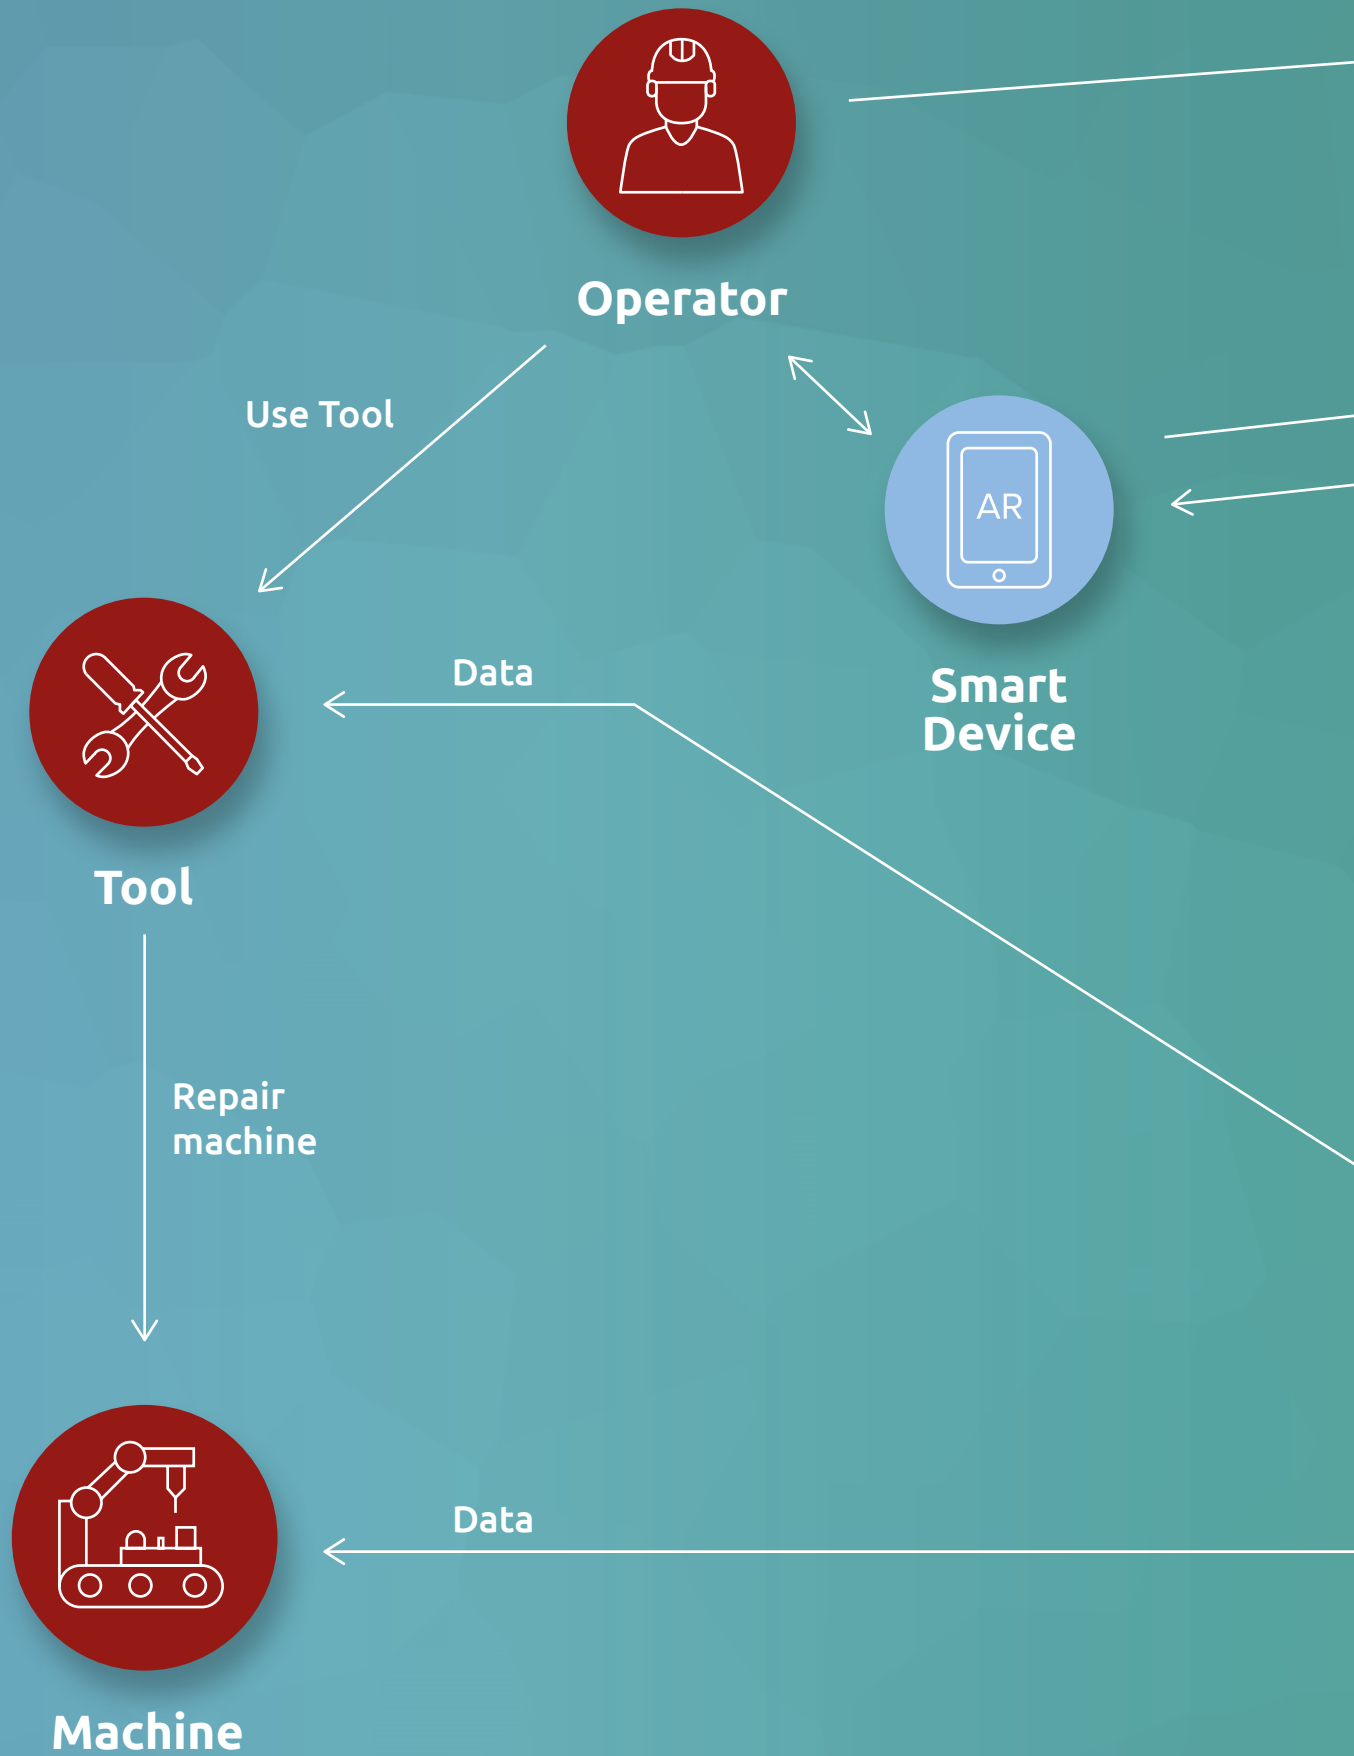 Operator
Use Tool
AR
Data
Smart
Device
Tool
Repair
machine
Data
Machine